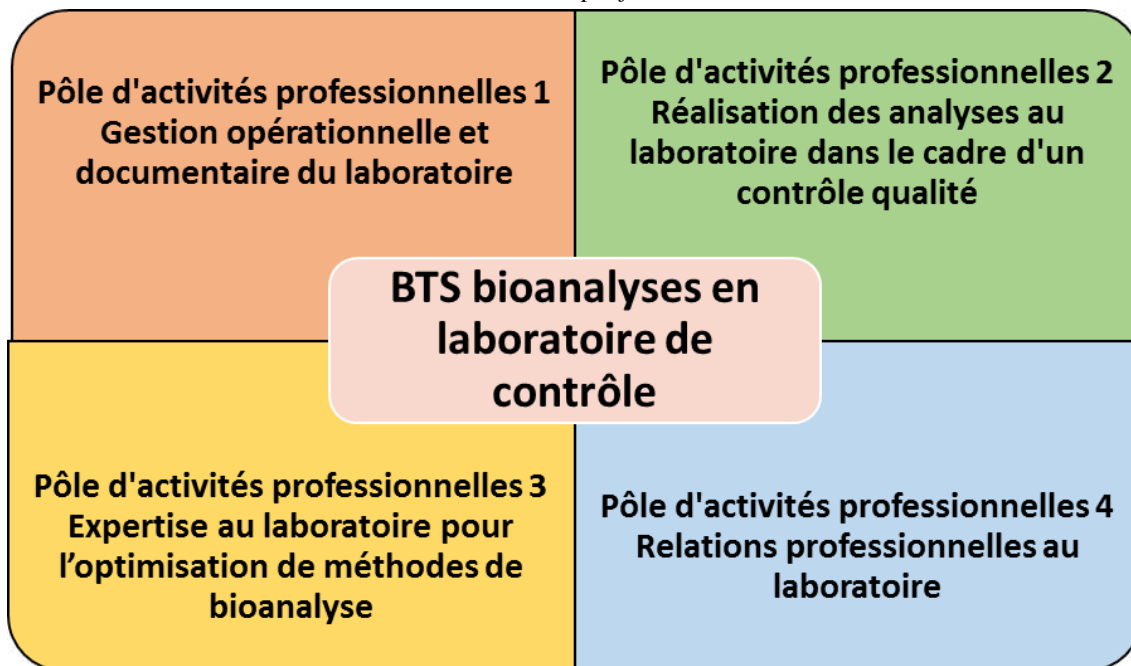 Pôle d'activités professionnelles 1
Gestion opérationnelle et
documentaire du laboratoire
Pôle d'activités professionnelles 2
Réalisation des analyses au
laboratoire dans le cadre d'un
contrôle qualité
BTS bioanalyses en
laboratoire de
contrôle
Pôle d'activités professionnelles 3
Expertise au laboratoire pour
l’optimisation de méthodes de
bioanalyse
Pôle d'activités professionnelles 4
Relations professionnelles au
laboratoire